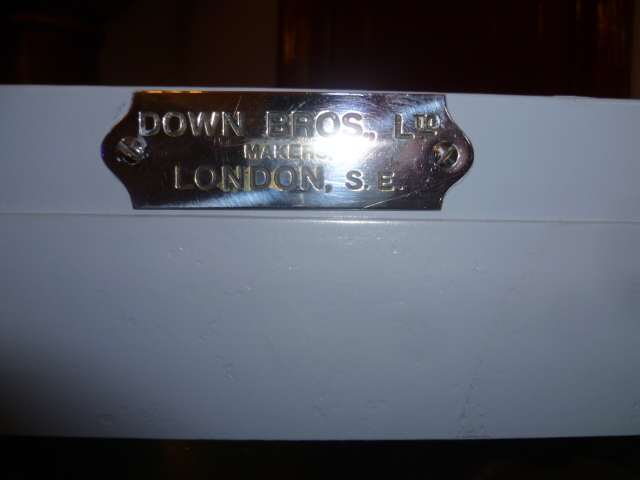 DOWN BROS., LTD
MAKERS
LONDON, S.E.